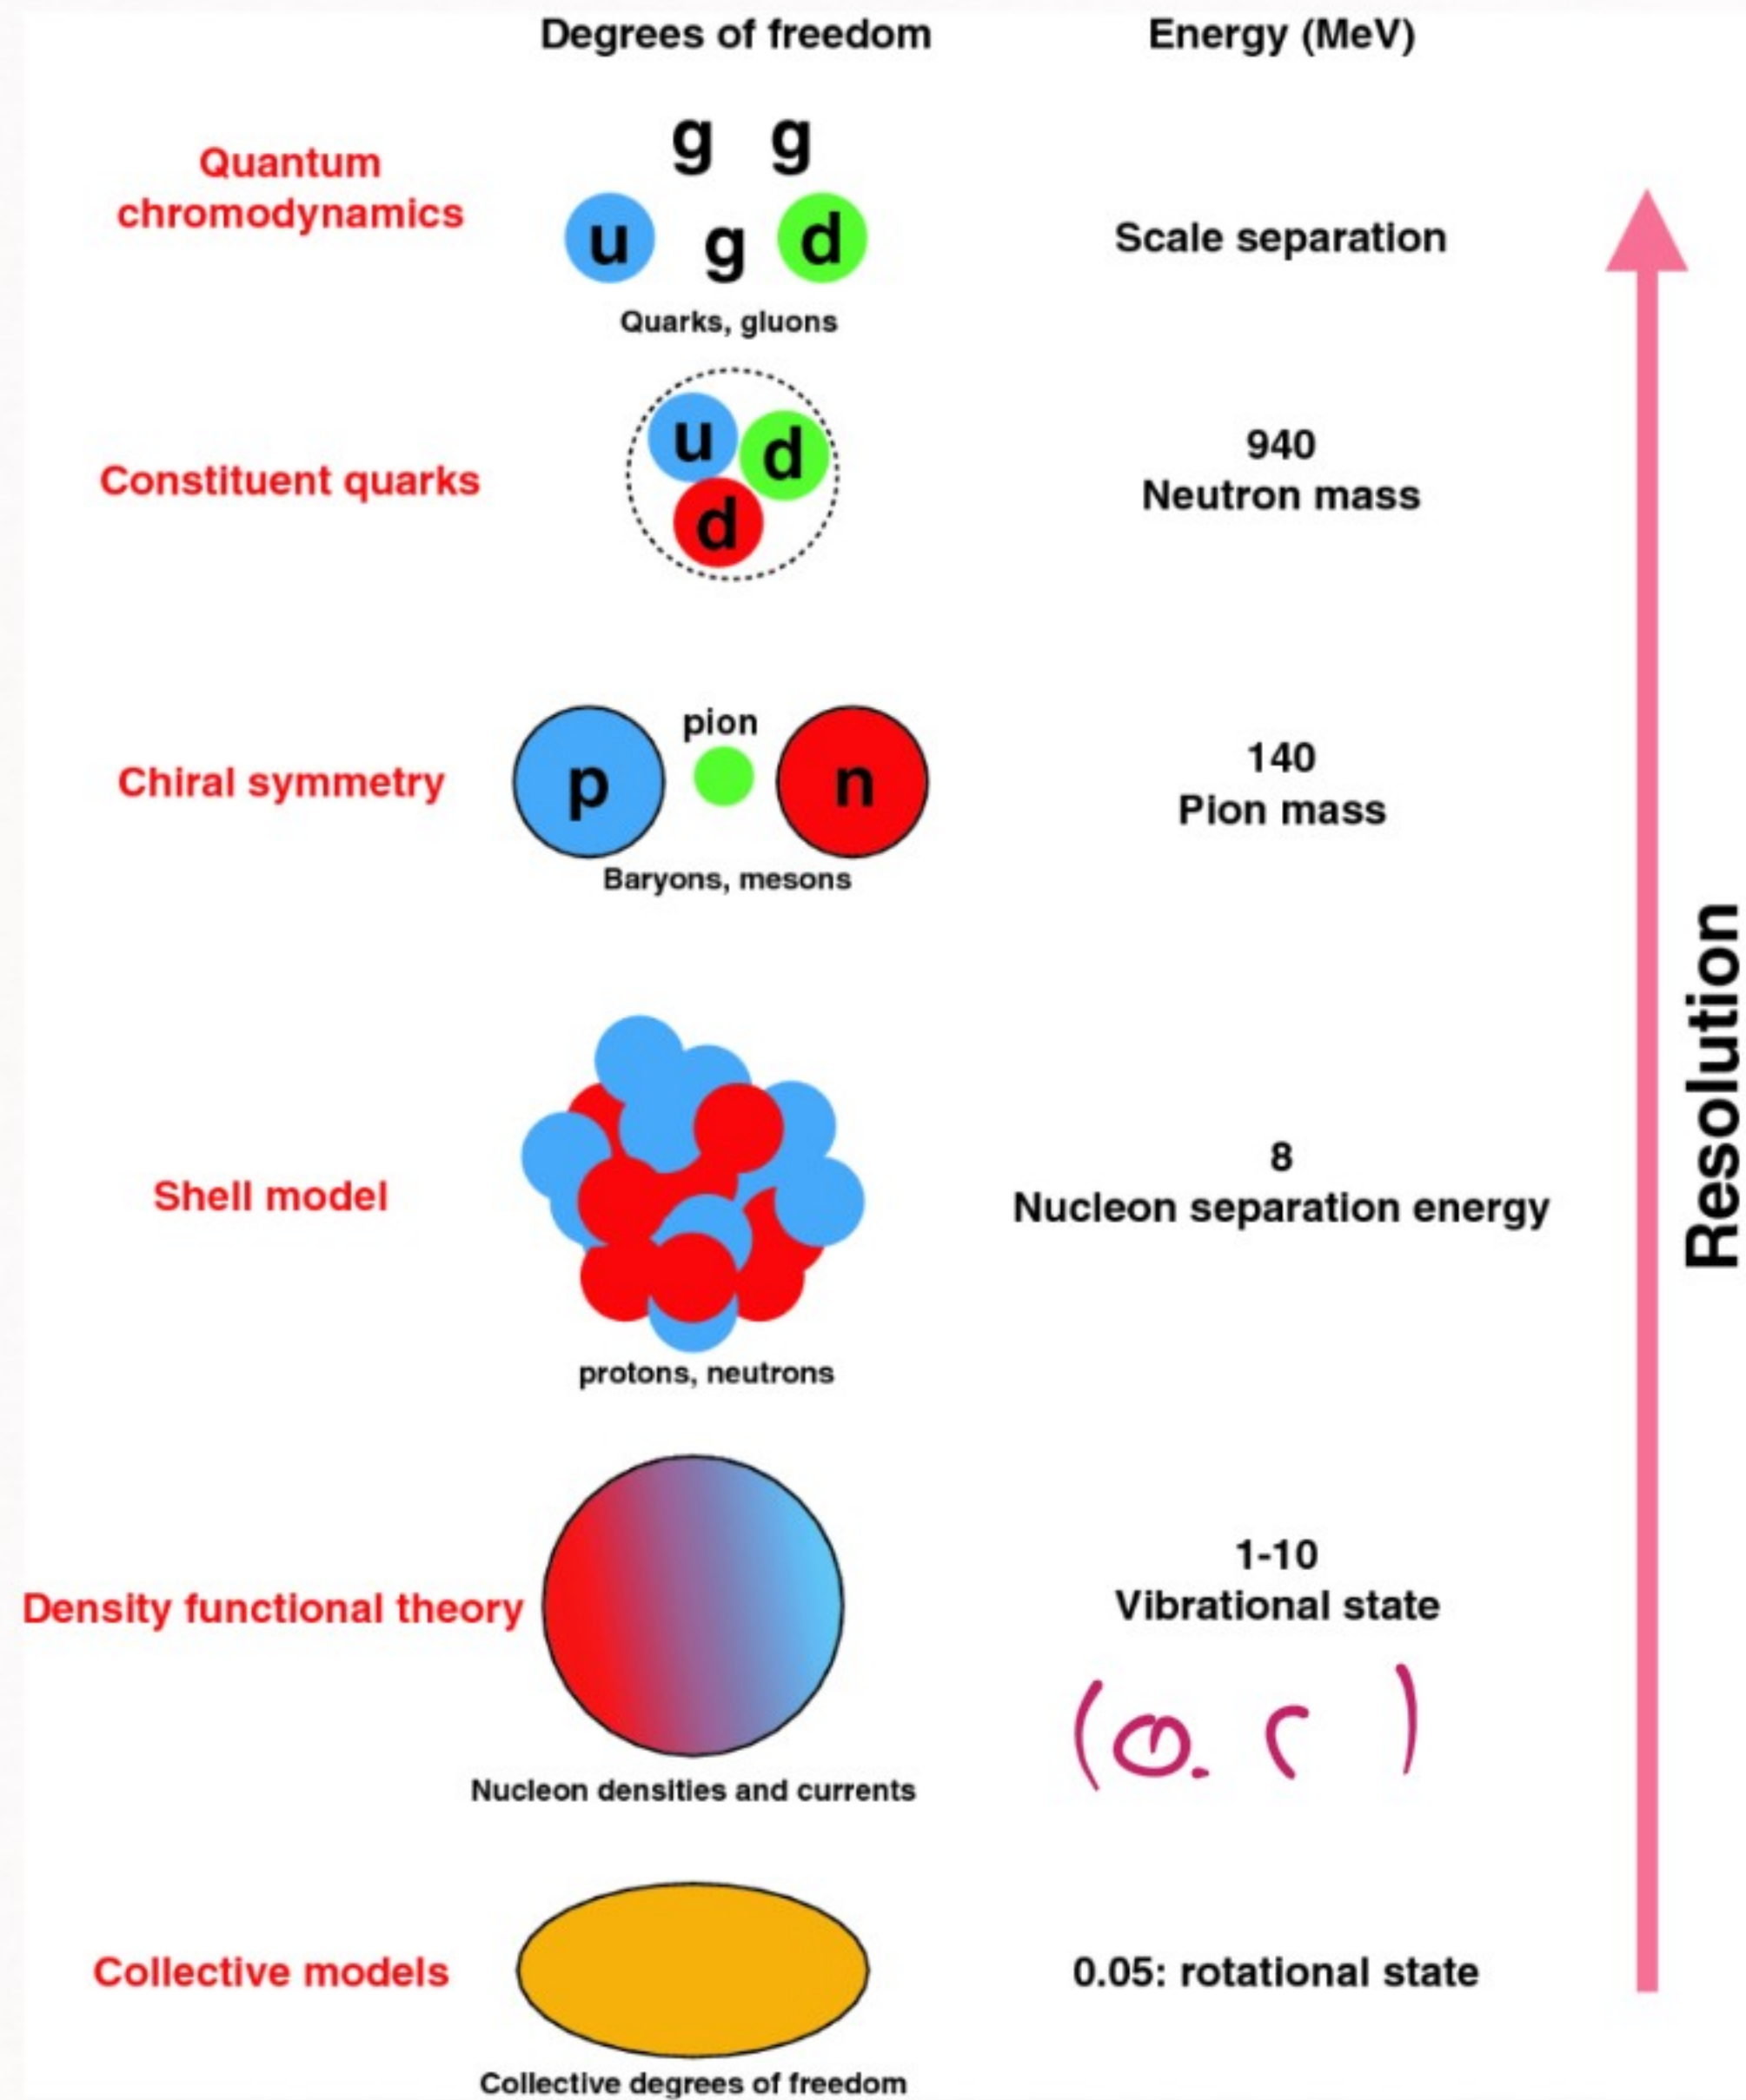 Degrees of freedom
Energy (MeV)
Quantum
chromodynamics
g g
u g d
Quarks, gluons
Scale separation
Constituent quarks
u d
d
940
Neutron mass
Chiral symmetry
pion
p n
Baryons, mesons
140
Pion mass
Shell model
protons, neutrons
8
Nucleon separation energy
Density functional theory
Nucleon densities and currents
1-10
Vibrational state
Collective models
Collective degrees of freedom
0.05: rotational state
Resolution